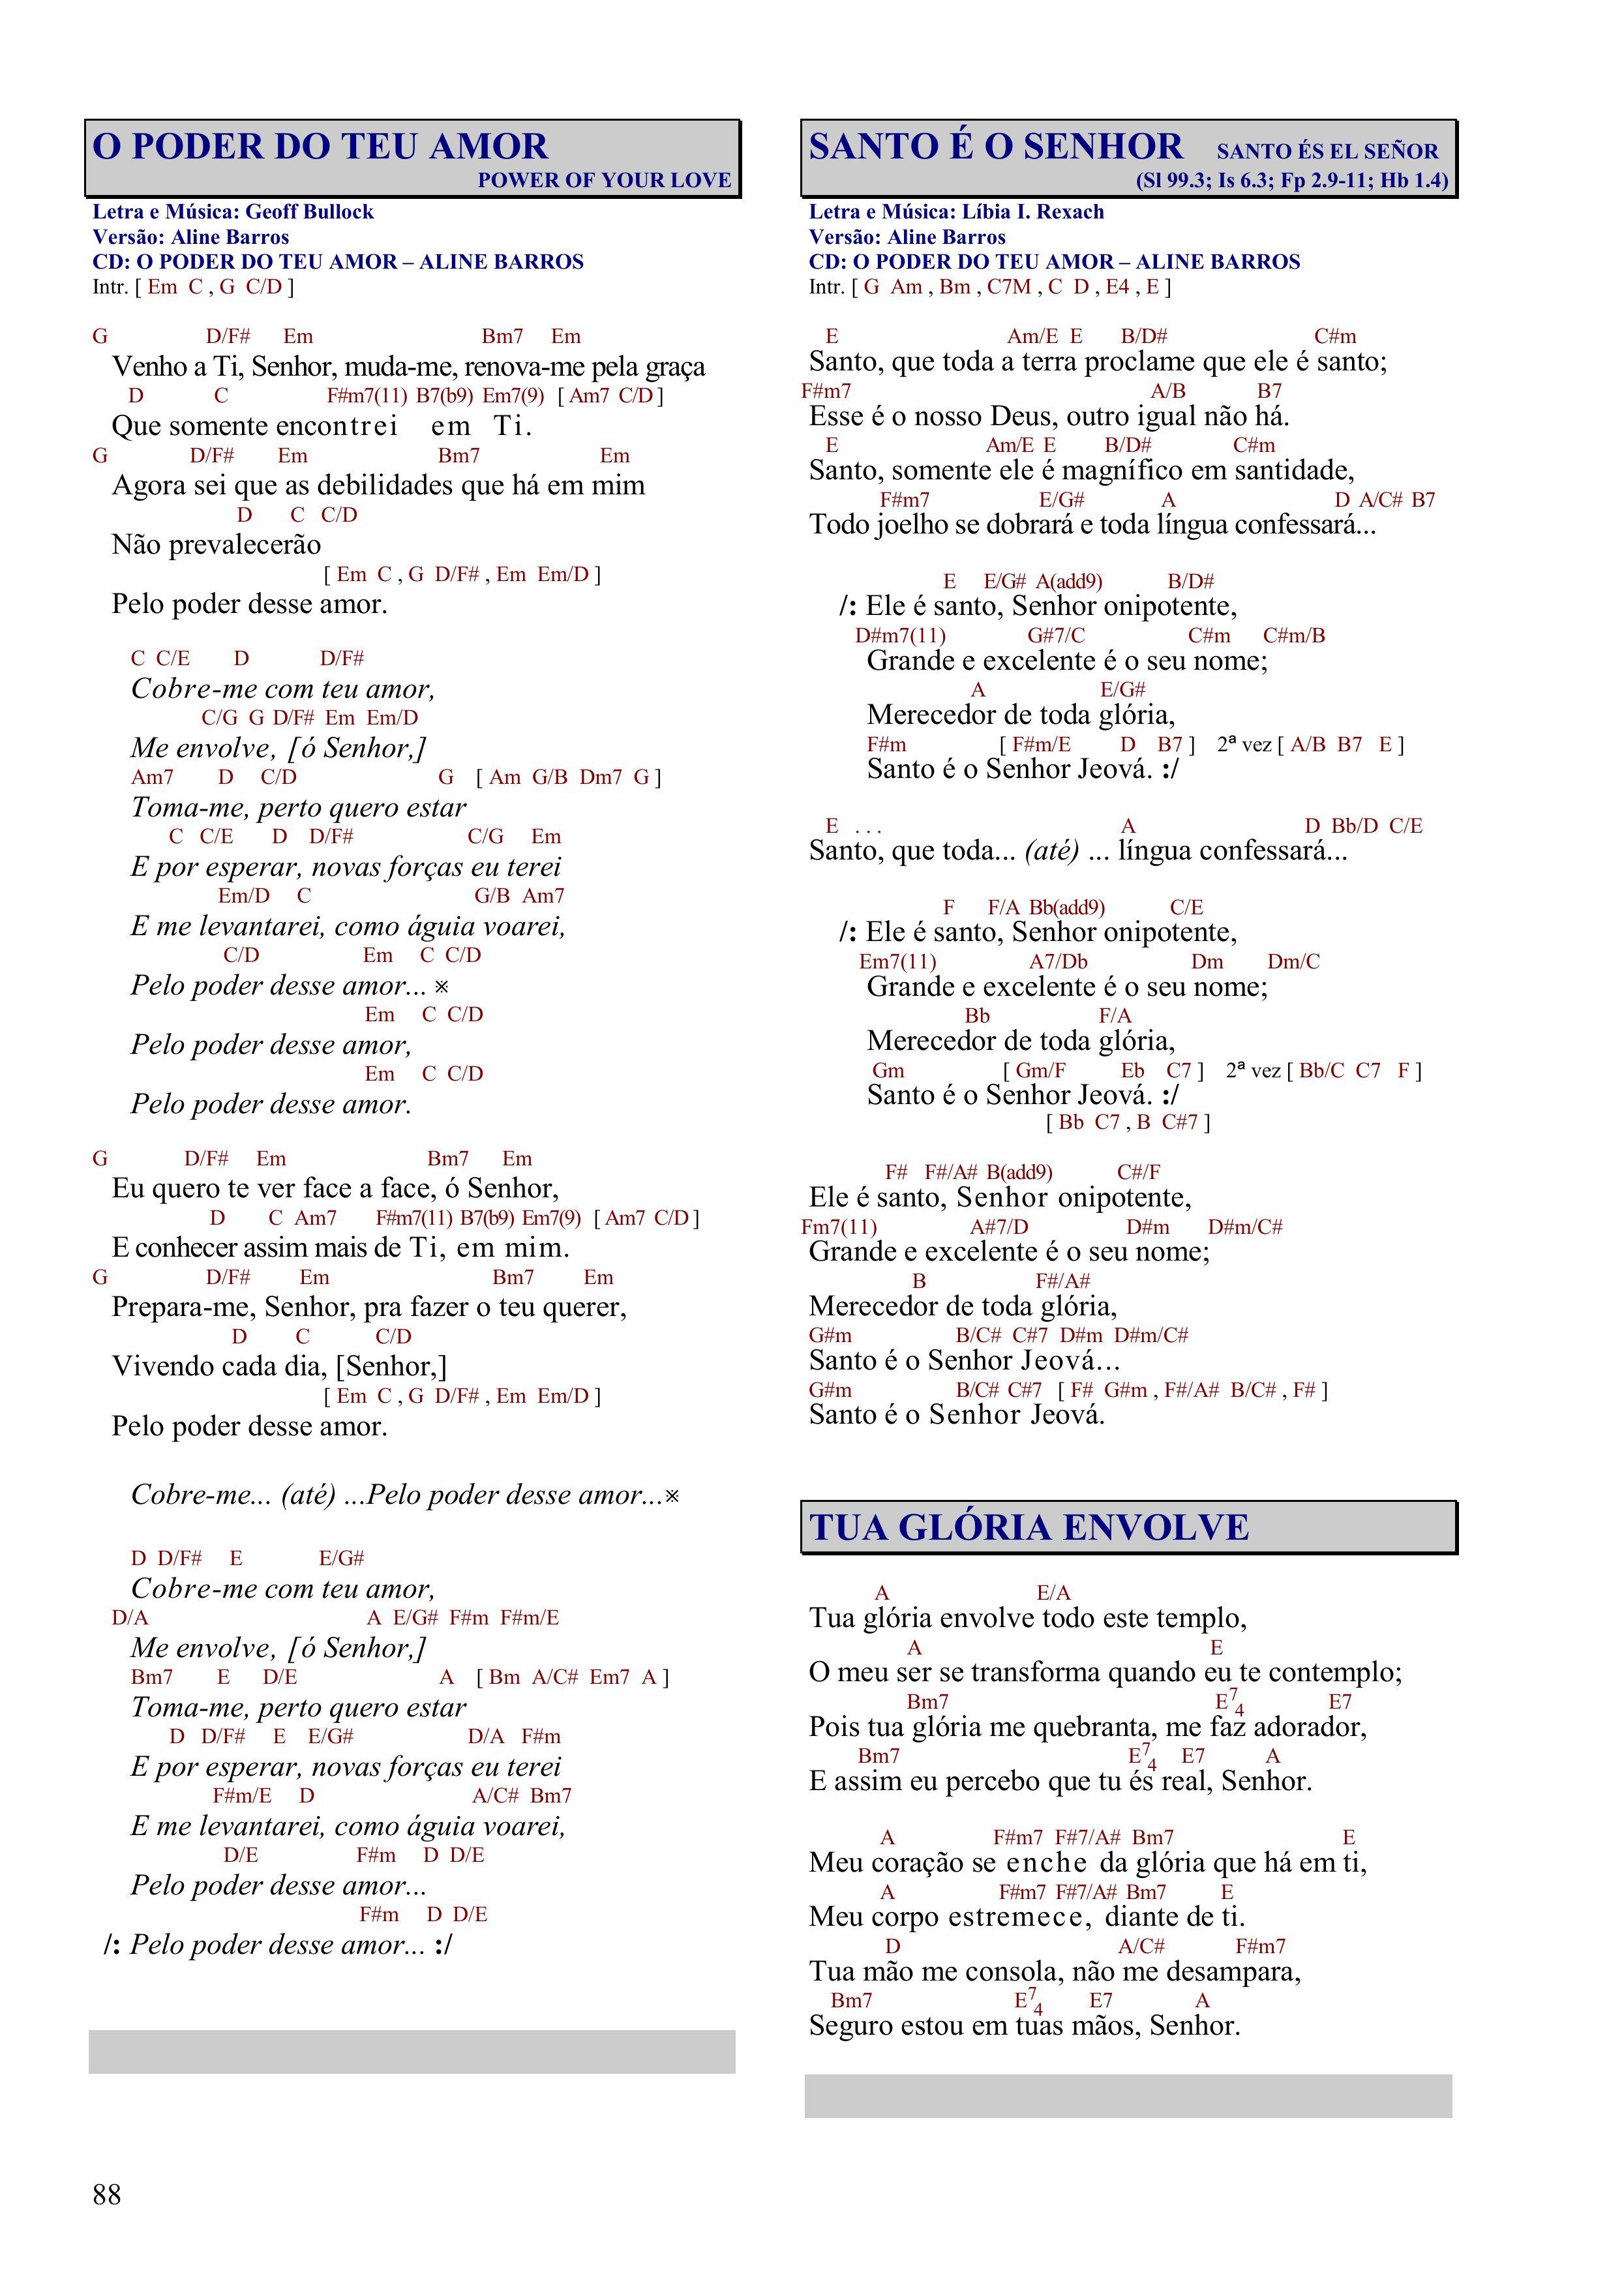 O PODER DO TEU AMOR
POWER OF YOUR LOVE
Letra e Música: Geoff Bullock
Versão: Aline Barros
CD: O PODER DO TEU AMOR – ALINE BARROS
Intr. [ Em C , G C/D ]
G D/F# Em Bm7 Em
Venho a Ti, Senhor, muda-me, renova-me pela graça
D C F#m7(11) B7(b9) Em7(9) [ Am7 C/D ]
Que somente encontrei em Ti.
G D/F# Em Bm7 Em
Agora sei que as debilidades que há em mim
D C C/D
Não prevalecerão
[ Em C , G D/F# , Em Em/D ]
Pelo poder desse amor.
C C/E D D/F#
Cobre-me com teu amor,
C/G G D/F# Em Em/D
Me envolve, [ó Senhor,]
Am7 D C/D G [ Am G/B Dm7 G ]
Toma-me, perto quero estar
C C/E D D/F# C/G Em
E por esperar, novas forças eu terei
Em/D C G/B Am7
E me levantarei, como águia voarei,
C/D Em C C/D
Pelo poder desse amor... ※
Em C C/D
Pelo poder desse amor,
Em C C/D
Pelo poder desse amor.
G D/F# Em Bm7 Em
Eu quero te ver face a face, ó Senhor,
D C Am7 F#m7(11) B7(b9) Em7(9) [ Am7 C/D ]
E conhecer assim mais de Ti, em mim.
G D/F# Em Bm7 Em
Prepara-me, Senhor, pra fazer o teu querer,
D C C/D
Vivendo cada dia, [Senhor,]
[ Em C , G D/F# , Em Em/D ]
Pelo poder desse amor.
Cobre-me... (até) ...Pelo poder desse amor...※
D D/F# E E/G#
Cobre-me com teu amor,
D/A A E/G# F#m F#m/E
Me envolve, [ó Senhor,]
Bm7 E D/E A [ Bm A/C# Em7 A ]
Toma-me, perto quero estar
D D/F# E E/G# D/A F#m
E por esperar, novas forças eu terei
F#m/E D A/C# Bm7
E me levantarei, como águia voarei,
D/E F#m D D/E
Pelo poder desse amor...
F#m D D/E
/: Pelo poder desse amor... :/
88
SANTO É O SENHOR SANTO ÉS EL SEÑOR
(Sl 99.3; Is 6.3; Fp 2.9-11; Hb 1.4)
Letra e Música: Líbia I. Rexach
Versão: Aline Barros
CD: O PODER DO TEU AMOR – ALINE BARROS
Intr. [ G Am , Bm , C7M , C D , E4 , E ]
E Am/E E B/D# C#m
Santo, que toda a terra proclame que ele é santo;
F#m7 A/B B7
Esse é o nosso Deus, outro igual não há.
E Am/E E B/D# C#m
Santo, somente ele é magnífico em santidade,
F#m7 E/G# A D A/C# B7
Todo joelho se dobrará e toda língua confessará...
E E/G# A(add9) B/D#
/: Ele é santo, Senhor onipotente,
D#m7(11) G#7/C C#m C#m/B
Grande e excelente é o seu nome;
A E/G#
Merecedor de toda glória,
F#m [ F#m/E D B7 ] 2ª vez [ A/B B7 E ]
Santo é o Senhor Jeová. :/
E . . . A D Bb/D C/E
Santo, que toda... (até) ... língua confessará...
F F/A Bb(add9) C/E
/: Ele é santo, Senhor onipotente,
Em7(11) A7/Db Dm Dm/C
Grande e excelente é o seu nome;
Bb F/A
Merecedor de toda glória,
Gm [ Gm/F Eb C7 ] 2ª vez [ Bb/C C7 F ]
Santo é o Senhor Jeová. :/
[ Bb C7 , B C#7 ]
F# F#/A# B(add9) C#/F
Ele é santo, Senhor onipotente,
Fm7(11) A#7/D D#m D#m/C#
Grande e excelente é o seu nome;
B F#/A#
Merecedor de toda glória,
G#m B/C# C#7 D#m D#m/C#
Santo é o Senhor Jeová...
G#m B/C# C#7 [ F# G#m , F#/A# B/C# , F# ]
Santo é o Senhor Jeová.
TUA GLÓRIA ENVOLVE
A E/A
Tua glória envolve todo este templo,
A E
O meu ser se transforma quando eu te contemplo;
Bm7 E74 E7
Pois tua glória me quebranta, me faz adorador,
Bm7 E74 E7 A
E assim eu percebo que tu és real, Senhor.
A F#m7 F#7/A# Bm7 E
Meu coração se enche da glória que há em ti,
A F#m7 F#7/A# Bm7 E
Meu corpo estremece, diante de ti.
D A/C# F#m7
Tua mão me consola, não me desampara,
Bm7 E74 E7 A
Seguro estou em tuas mãos, Senhor.